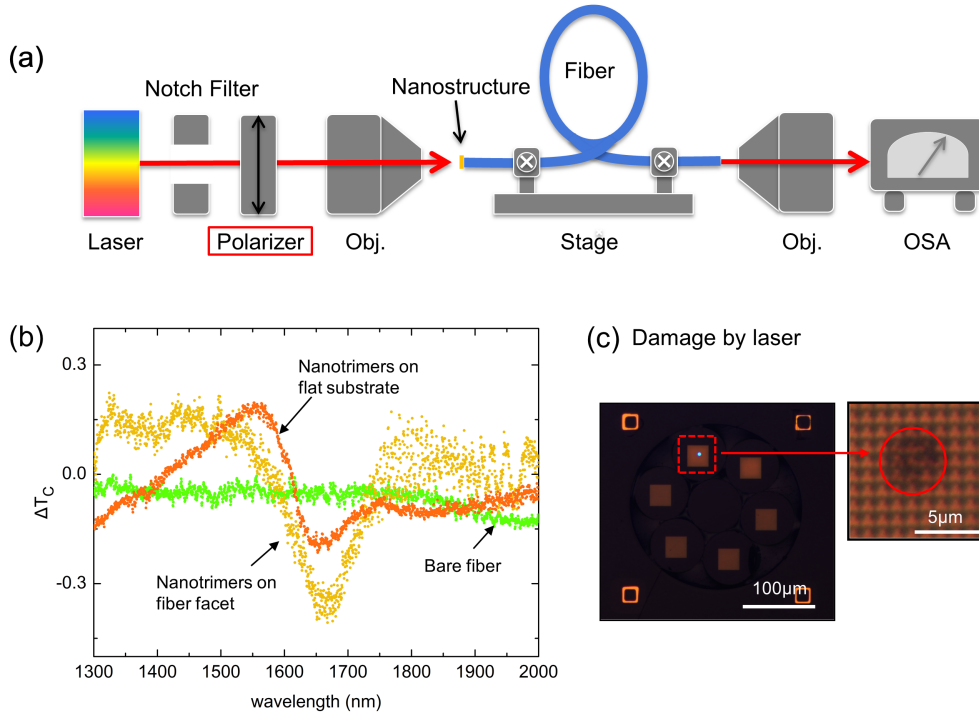 (a)
Notch Filter
Nanostructure
Fiber
Laser
Polarizer
Obj.
Stage
Obj.
OSA
(b)
0.3
0.0
-0.3
ΔT_C
Nanotrimers on
flat substrate
Nanotrimers on
fiber facet
Bare fiber
1300
1400
1500
1600
1700
1800
1900
2000
wavelength (nm)
(c) Damage by laser
100μm
5μm